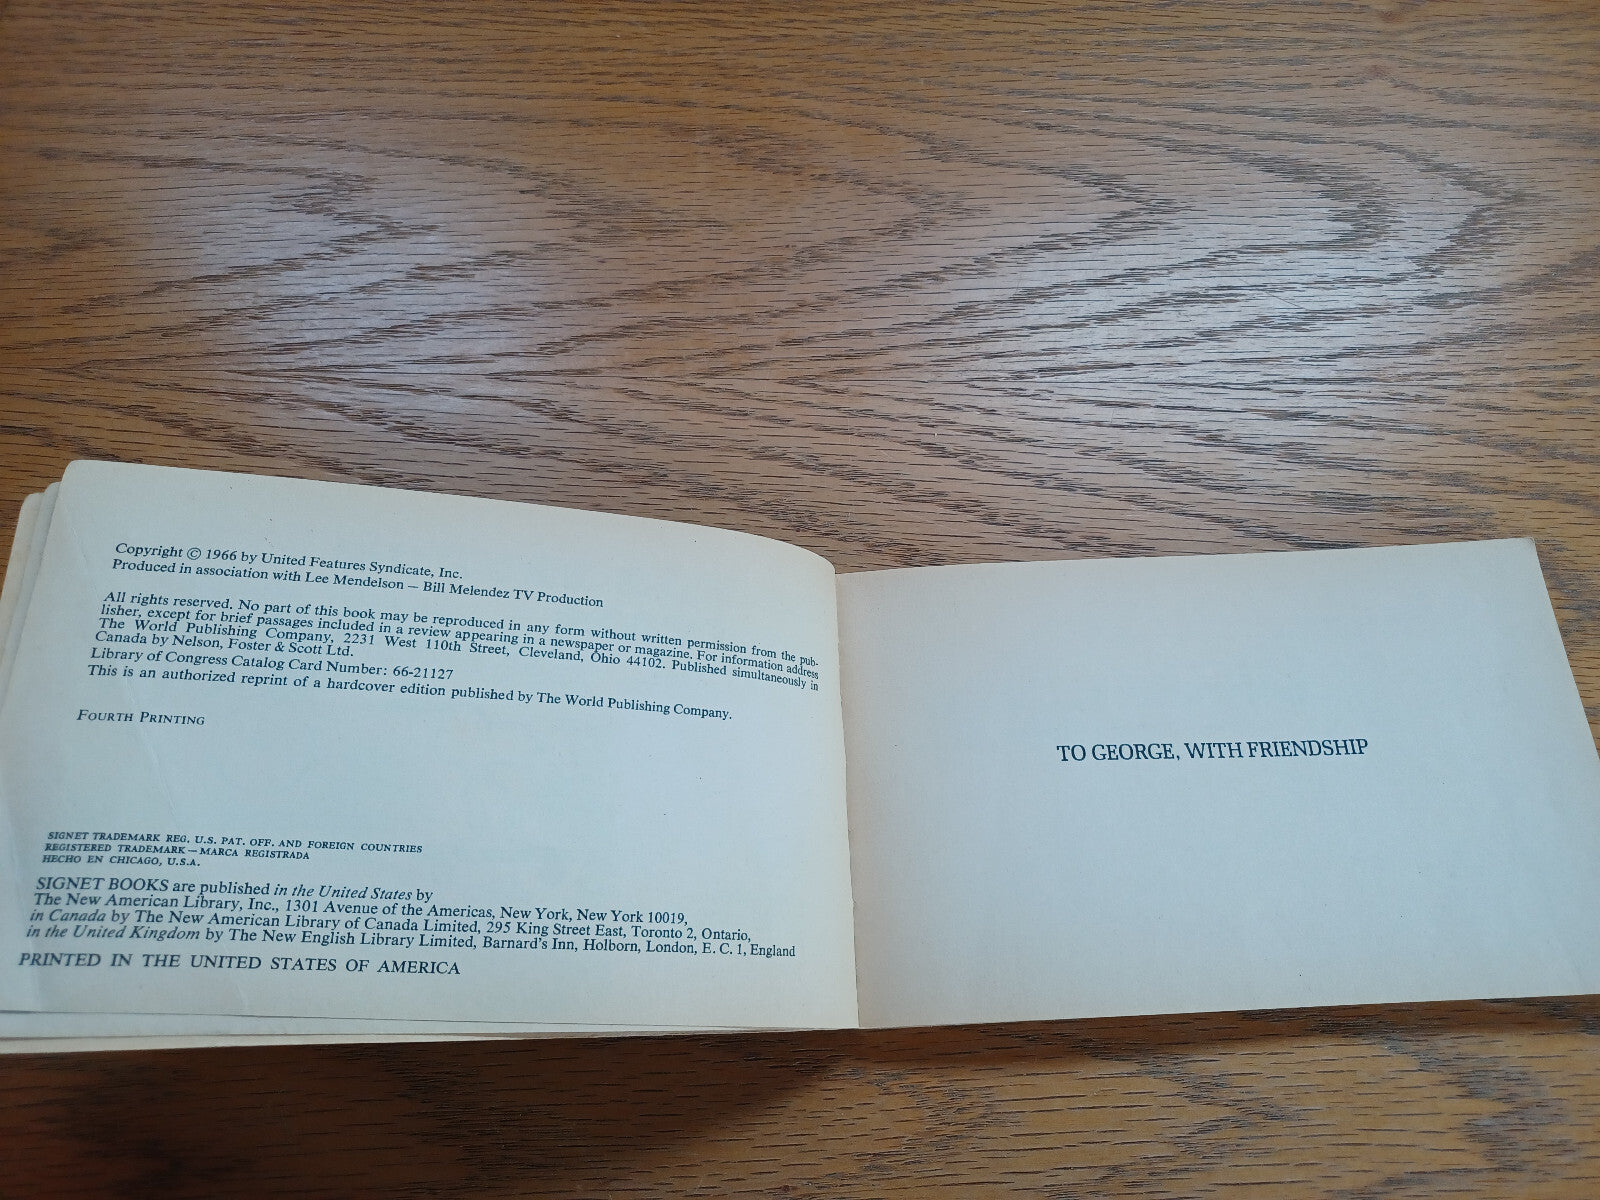 Copyright © 1966 by United Features Syndicate, Inc.
Produced in association with Lee Mendelson — Bill Melendez TV Production
All rights reserved. No part of this book may be reproduced in any form without written permission from the pub-
lisher, except for brief passages included in a review appearing in a newspaper or magazine. For information address
The World Publishing Company, 2231 West 110th Street, Cleveland, Ohio 44102. Published simultaneously in
Canada by Nelson, Foster & Scott Ltd.
Library of Congress Catalog Card Number: 66-21127
This is an authorized reprint of a hardcover edition published by The World Publishing Company.
FOURTH PRINTING
SIGNET TRADEMARK REG. U.S. PAT. OFF. AND FOREIGN COUNTRIES
REGISTERED TRADEMARK — MARCA REGISTRADA
HECHO EN CHICAGO, U.S.A.
SIGNET BOOKS are published in the United States by
The New American Library, Inc., 1301 Avenue of the Americas, New York, New York 10019,
in Canada by The New American Library of Canada Limited, 295 King Street East, Toronto 2, Ontario,
in the United Kingdom by The New English Library Limited, Barnard's Inn, Holborn, London, E. C. 1, England
PRINTED IN THE UNITED STATES OF AMERICA
TO GEORGE, WITH FRIENDSHIP